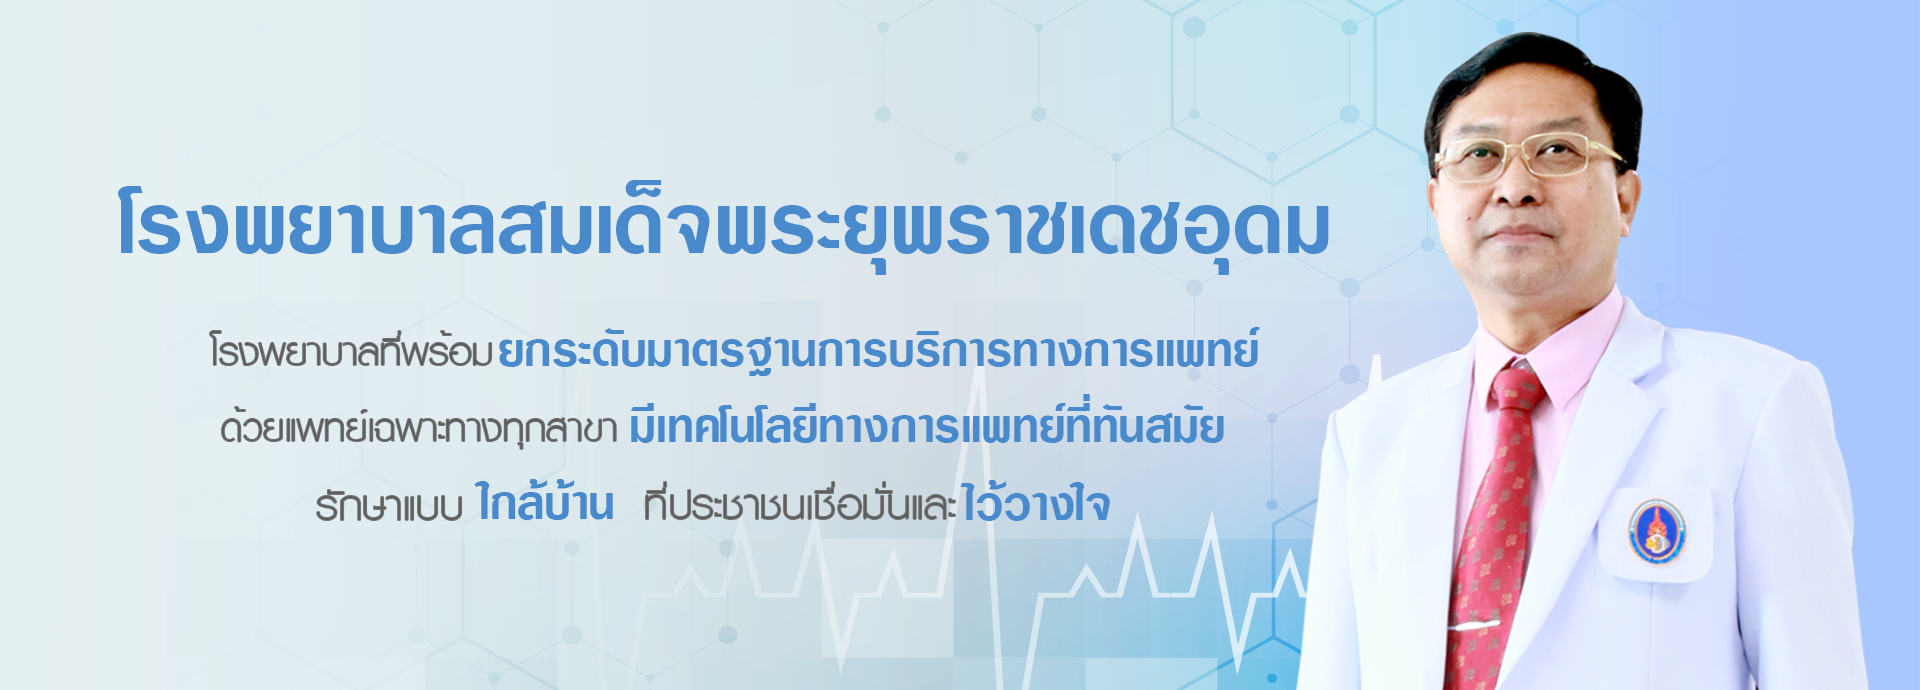 โรงพยาบาลสมเด็จพระยุพราชเดชอุดม
โรงพยาบาลที่พร้อม ยกระดับมาตรฐานการบริการทางการแพทย์
ด้วยแพทย์เฉพาะทางทุกสาขา มีเทคโนโลยีทางการแพทย์ที่ทันสมัย
รักษาแบบ ใกล้บ้าน ที่ประชาชนเชื่อมั่นและไว้วางใจ